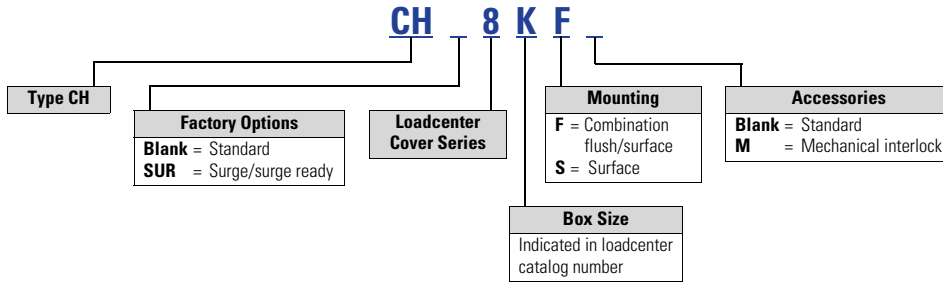 CH _ 8 K F _
Type CH
Factory Options
Blank = Standard
SUR = Surge/surge ready
Loadcenter
Cover Series
Mounting
F = Combination
flush/surface
S = Surface
Accessories
Blank = Standard
M = Mechanical interlock
Box Size
Indicated in loadcenter
catalog number